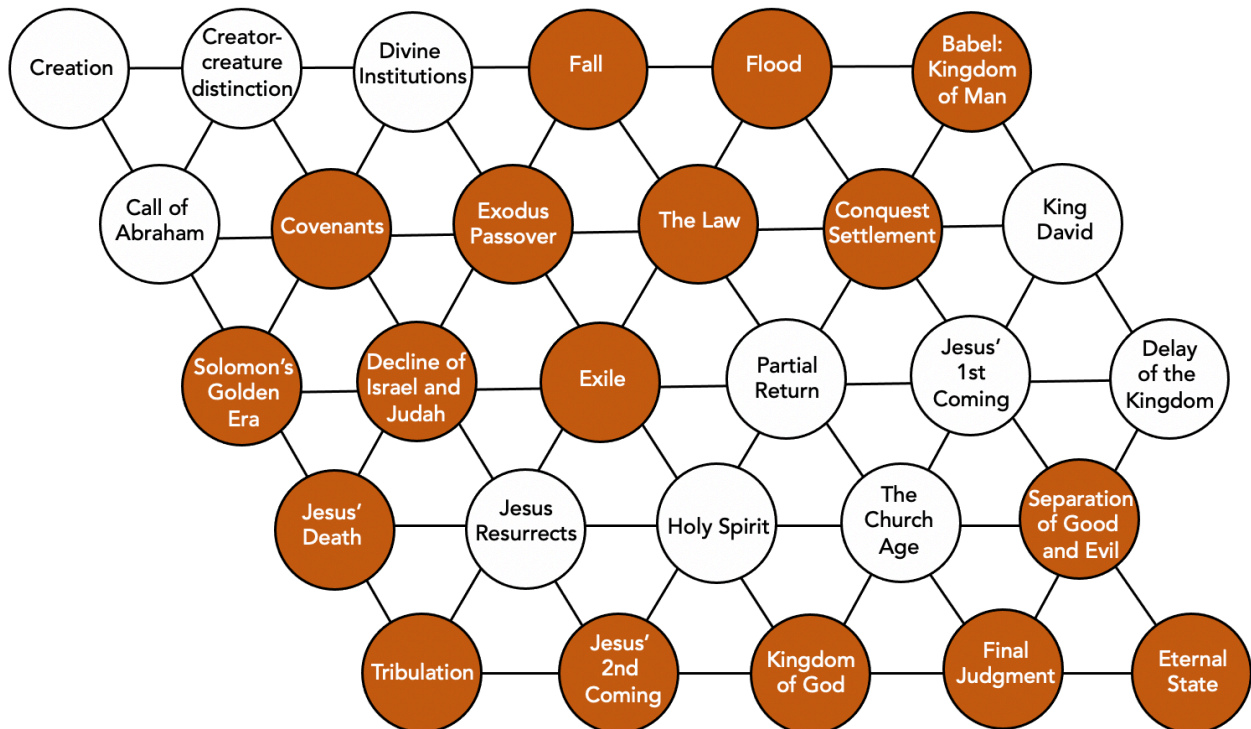 Creation
Creator-
creature
distinction
Divine
Institutions
Fall
Flood
Babel:
Kingdom
of Man
Call of
Abraham
Covenants
Exodus
Passover
The Law
Conquest
Settlement
King
David
Solomon's
Golden
Era
Decline of
Israel and
Judah
Exile
Partial
Return
Jesus'
1st
Coming
Delay
of the
Kingdom
Jesus'
Death
Jesus
Resurrects
Holy Spirit
The
Church
Age
Separation
of Good
and Evil
Tribulation
Jesus'
2nd
Coming
Kingdom
of God
Final
Judgment
Eternal
State